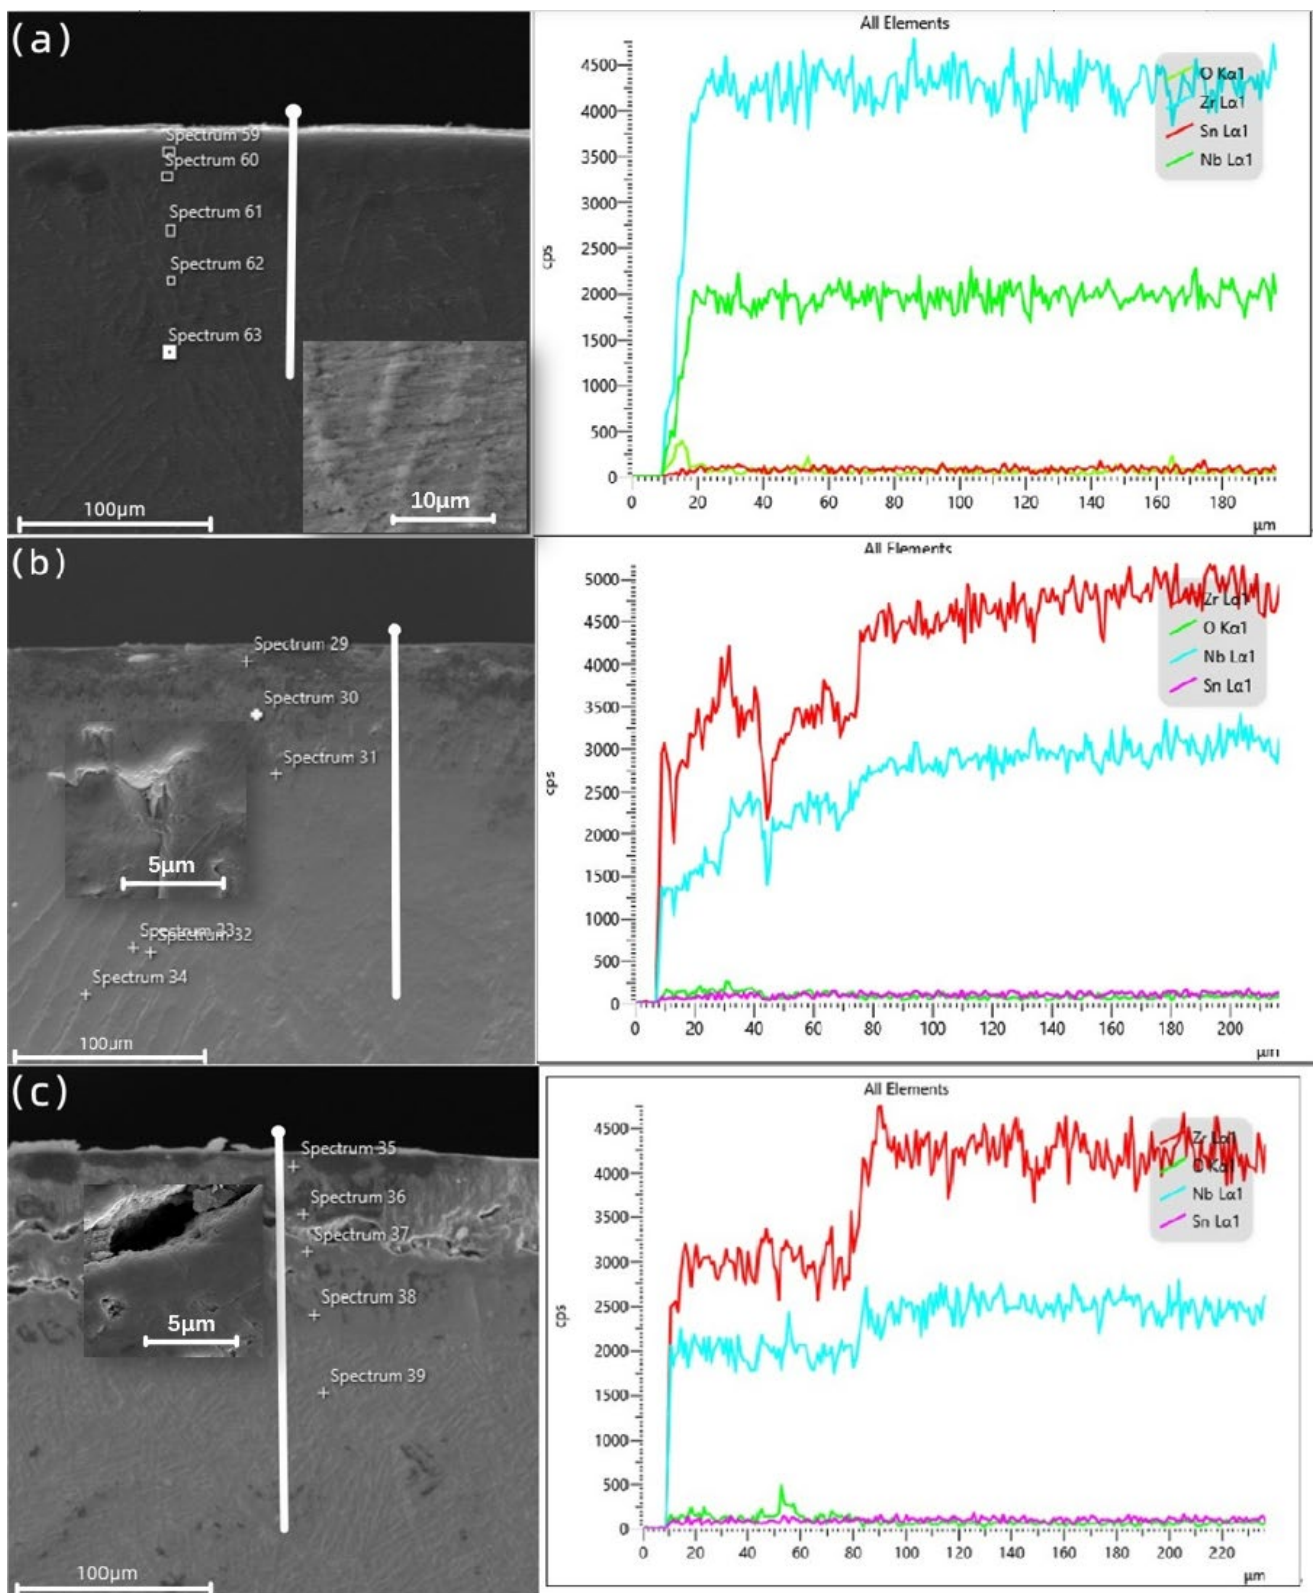 (a)
Spectrum 59
Spectrum 60
Spectrum 61
Spectrum 62
Spectrum 63
100μm
10μm
All Elements
cps
4500
4000
3500
3000
2500
2000
1500
1000
500
0
0 20 40 60 80 100 120 140 160 180
μm
O Kα1
Zr Lα1
Sn Lα1
Nb Lα1
(b)
Spectrum 29
Spectrum 30
Spectrum 31
5μm
Spectrum 32
Spectrum 34
100μm
All Elements
cps
5000
4500
4000
3500
3000
2500
2000
1500
1000
500
0
0 20 40 60 80 100 120 140 160 180 200
μm
Zr Lα1
O Kα1
Nb Lα1
Sn Lα1
(c)
Spectrum 35
Spectrum 36
Spectrum 37
Spectrum 38
Spectrum 39
5μm
100μm
All Elements
cps
4500
4000
3500
3000
2500
2000
1500
1000
500
0
0 20 40 60 80 100 120 140 160 180 200 220
μm
Zr Lα1
O Kα1
Nb Lα1
Sn Lα1